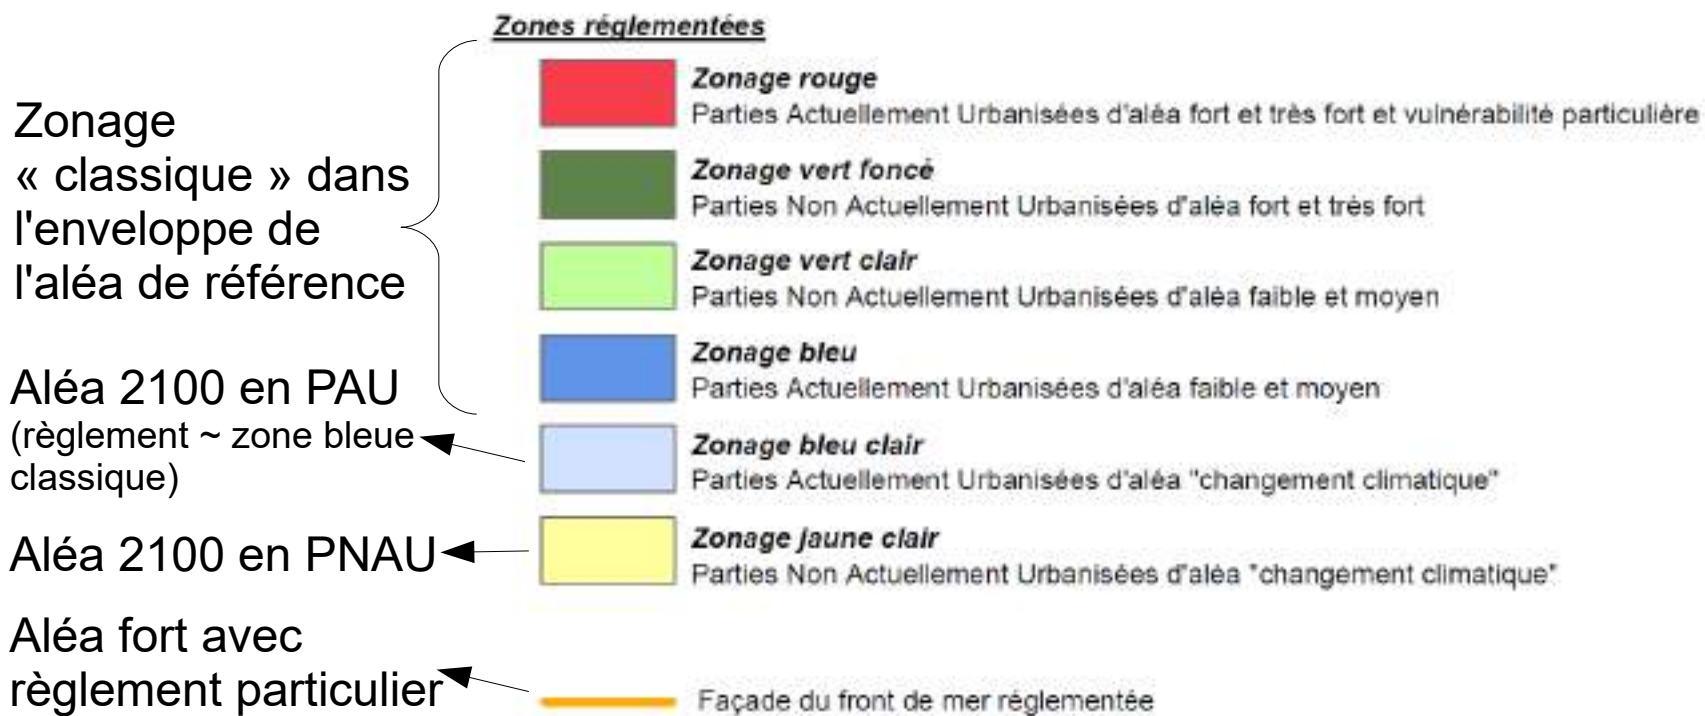 Zones réglementées
Zonage
« classique » dans
l'enveloppe de
l'aléa de référence
Zonage rouge
Parties Actuellement Urbanisées d'aléa fort et très fort et vulnérabilité particulière
Zonage vert foncé
Parties Non Actuellement Urbanisées d'aléa fort et très fort
Zonage vert clair
Parties Non Actuellement Urbanisées d'aléa faible et moyen
Zonage bleu
Parties Actuellement Urbanisées d'aléa faible et moyen
Aléa 2100 en PAU
(règlement ~ zone bleue
classique)
Zonage bleu clair
Parties Actuellement Urbanisées d'aléa "changement climatique"
Aléa 2100 en PNAU
Zonage jaune clair
Parties Non Actuellement Urbanisées d'aléa "changement climatique"
Aléa fort avec
règlement particulier
Façade du front de mer réglementée